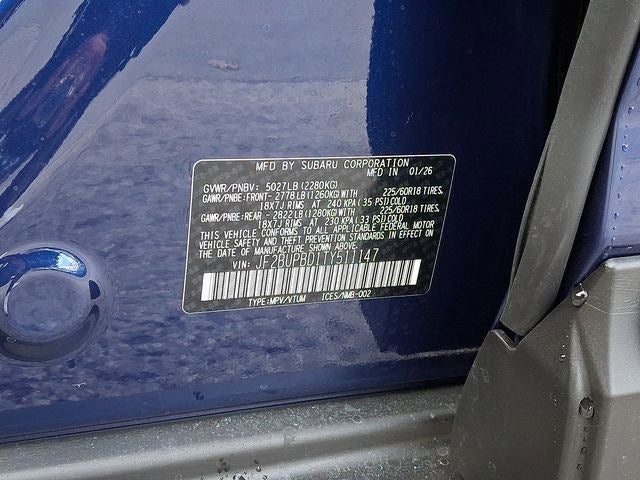 MFD BY SUBARU CORPORATION
MFD IN 01/26
GVWR/PNBV: 5027LB(2280KG)
GAWR/PNBE:FRONT- 2778LB(1260KG)WITH 225/60R18 TIRES,
18X7J RIMS AT 240 KPA(35 PSI)COLD
GAWR/PNBE:REAR - 2822LB(1280KG)WITH 225/60R18 TIRES,
18X7J RIMS AT 230 KPA(33 PSI)COLD
THIS VEHICLE CONFORMS TO ALL APPLICABLE FEDERAL MOTOR
VEHICLE SAFETY AND THEFT PREVENTION STANDARDS IN EFFECT ON
THE DATE OF MANUFACTURE SHOWN ABOVE.
VIN: JF2BUPBD1TY511147
TYPE:MPV/VTUM ICES/NMB-002